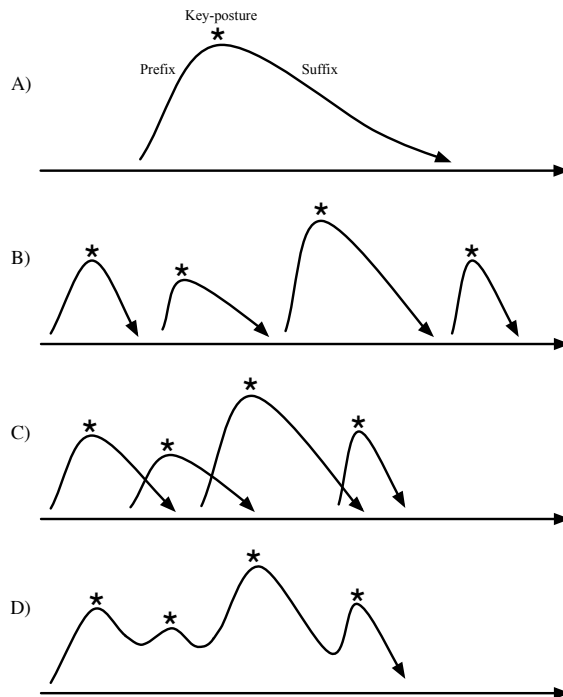 Key-posture
*
Prefix
Suffix
A)
B)
* * * *
C)
* * * *
D)
* * * *